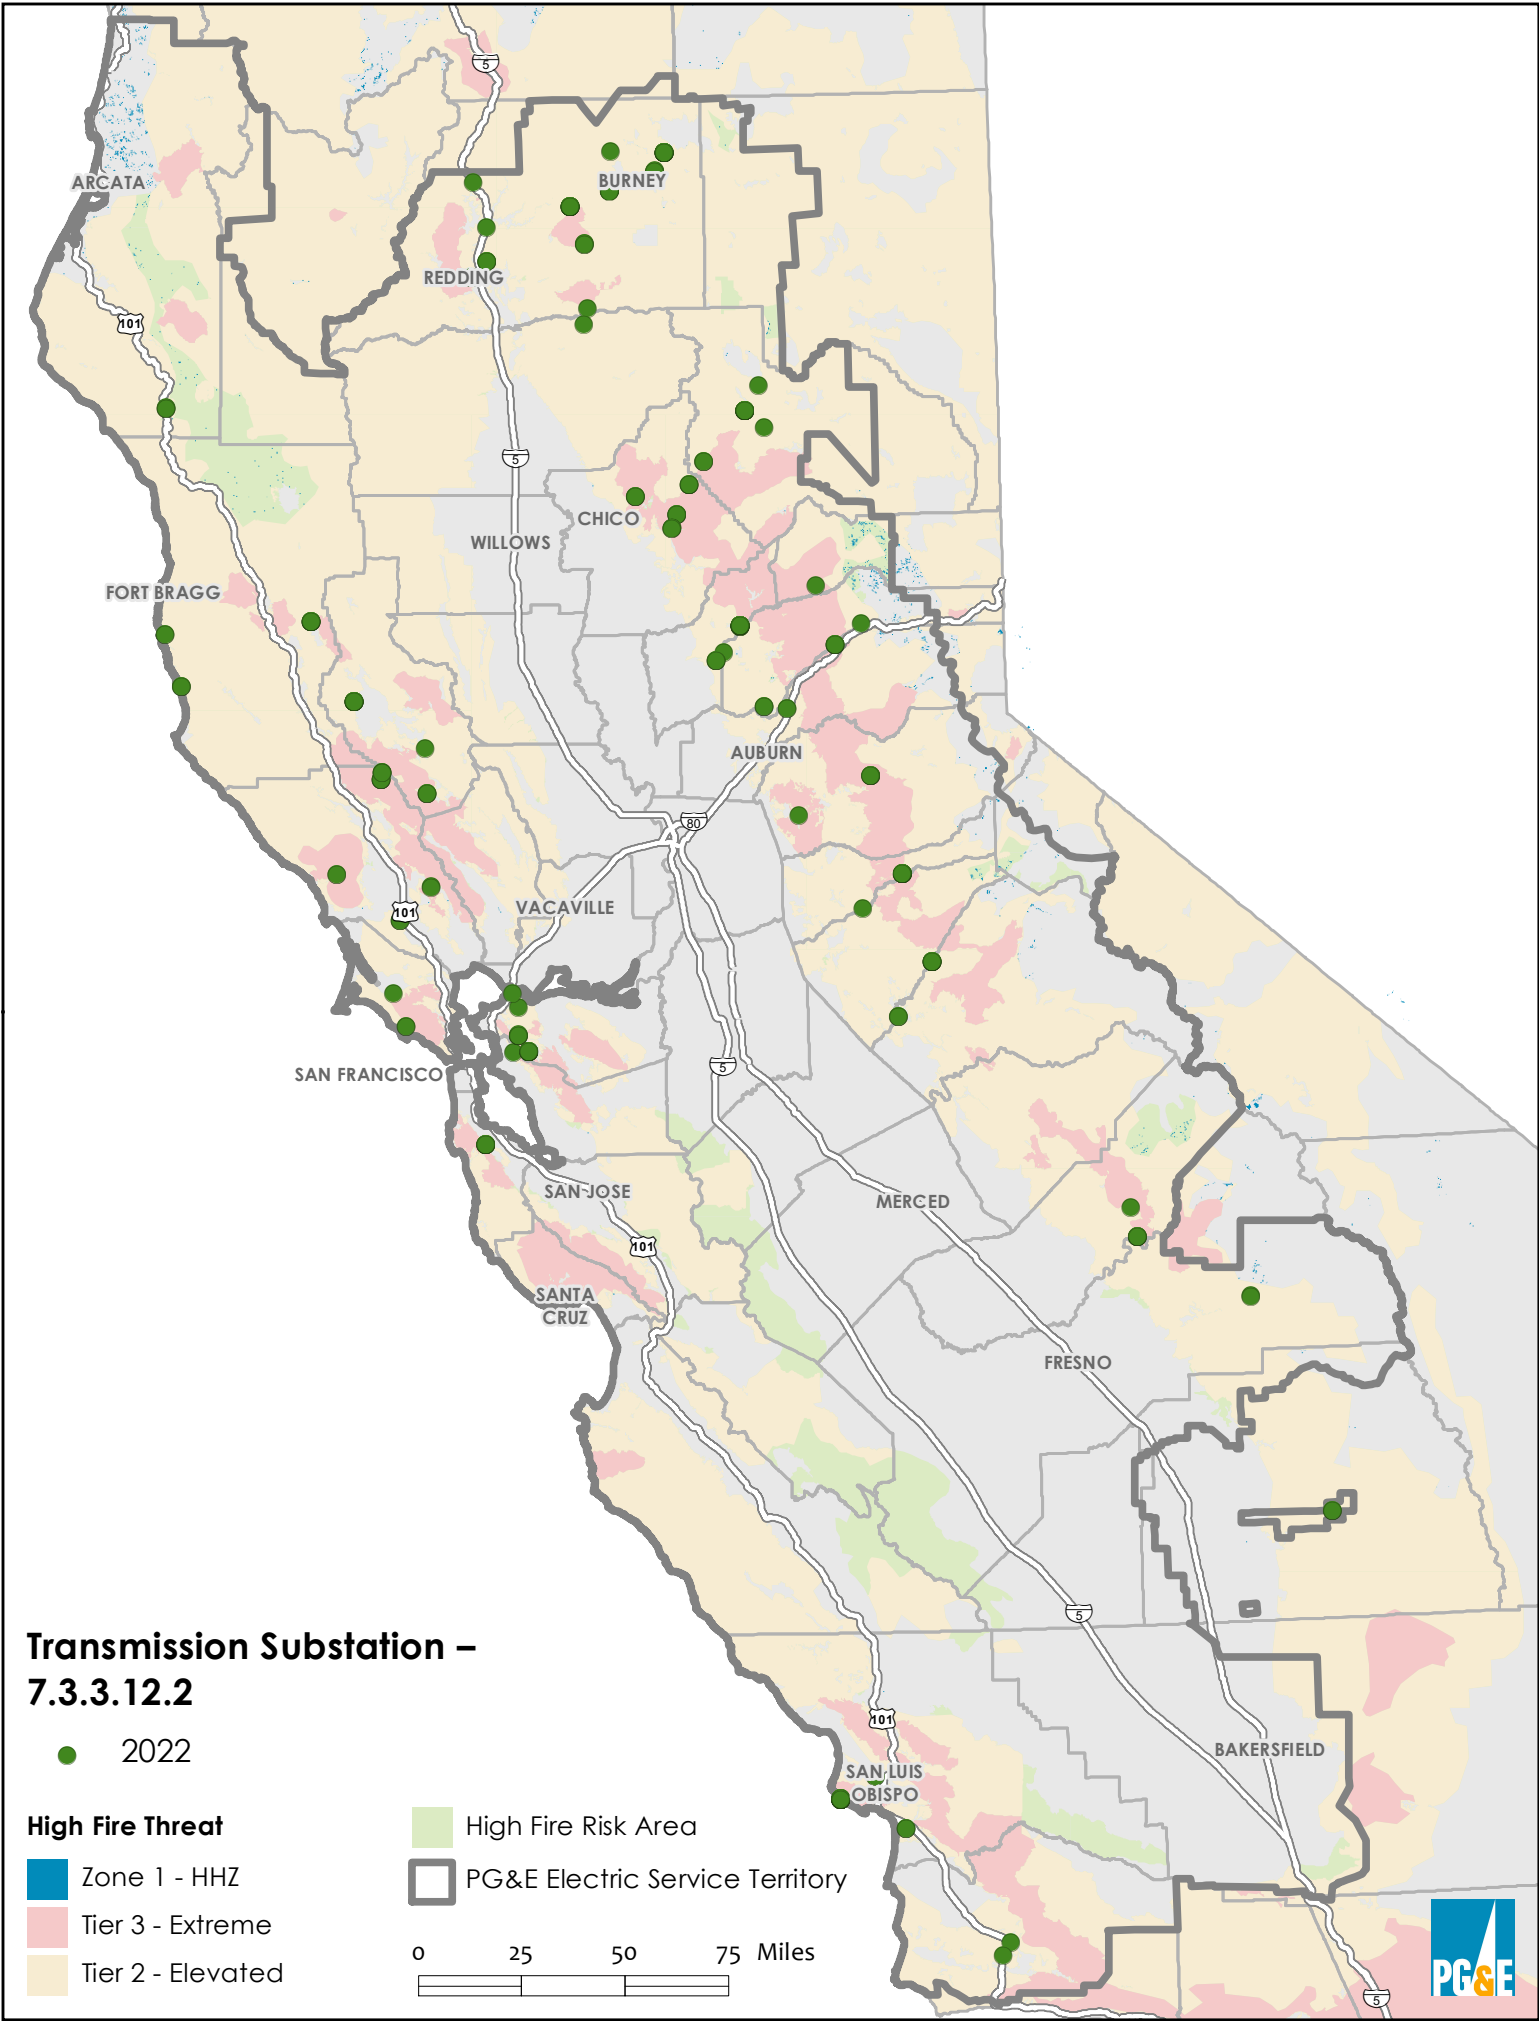 5
ARCATA
BURNEY
REDDING
101
5
CHICO
WILLOWS
FORT BRAGG
AUBURN
80
VACAVILLE
101
5
SAN FRANCISCO
SAN JOSE
MERCED
101
SANTA
CRUZ
FRESNO
5
101
BAKERSFIELD
SAN LUIS
OBISPO
5
Transmission Substation –
7.3.3.12.2
2022
High Fire Threat
Zone 1 - HHZ
Tier 3 - Extreme
Tier 2 - Elevated
High Fire Risk Area
PG&E Electric Service Territory
0 25 50 75 Miles
PG&E